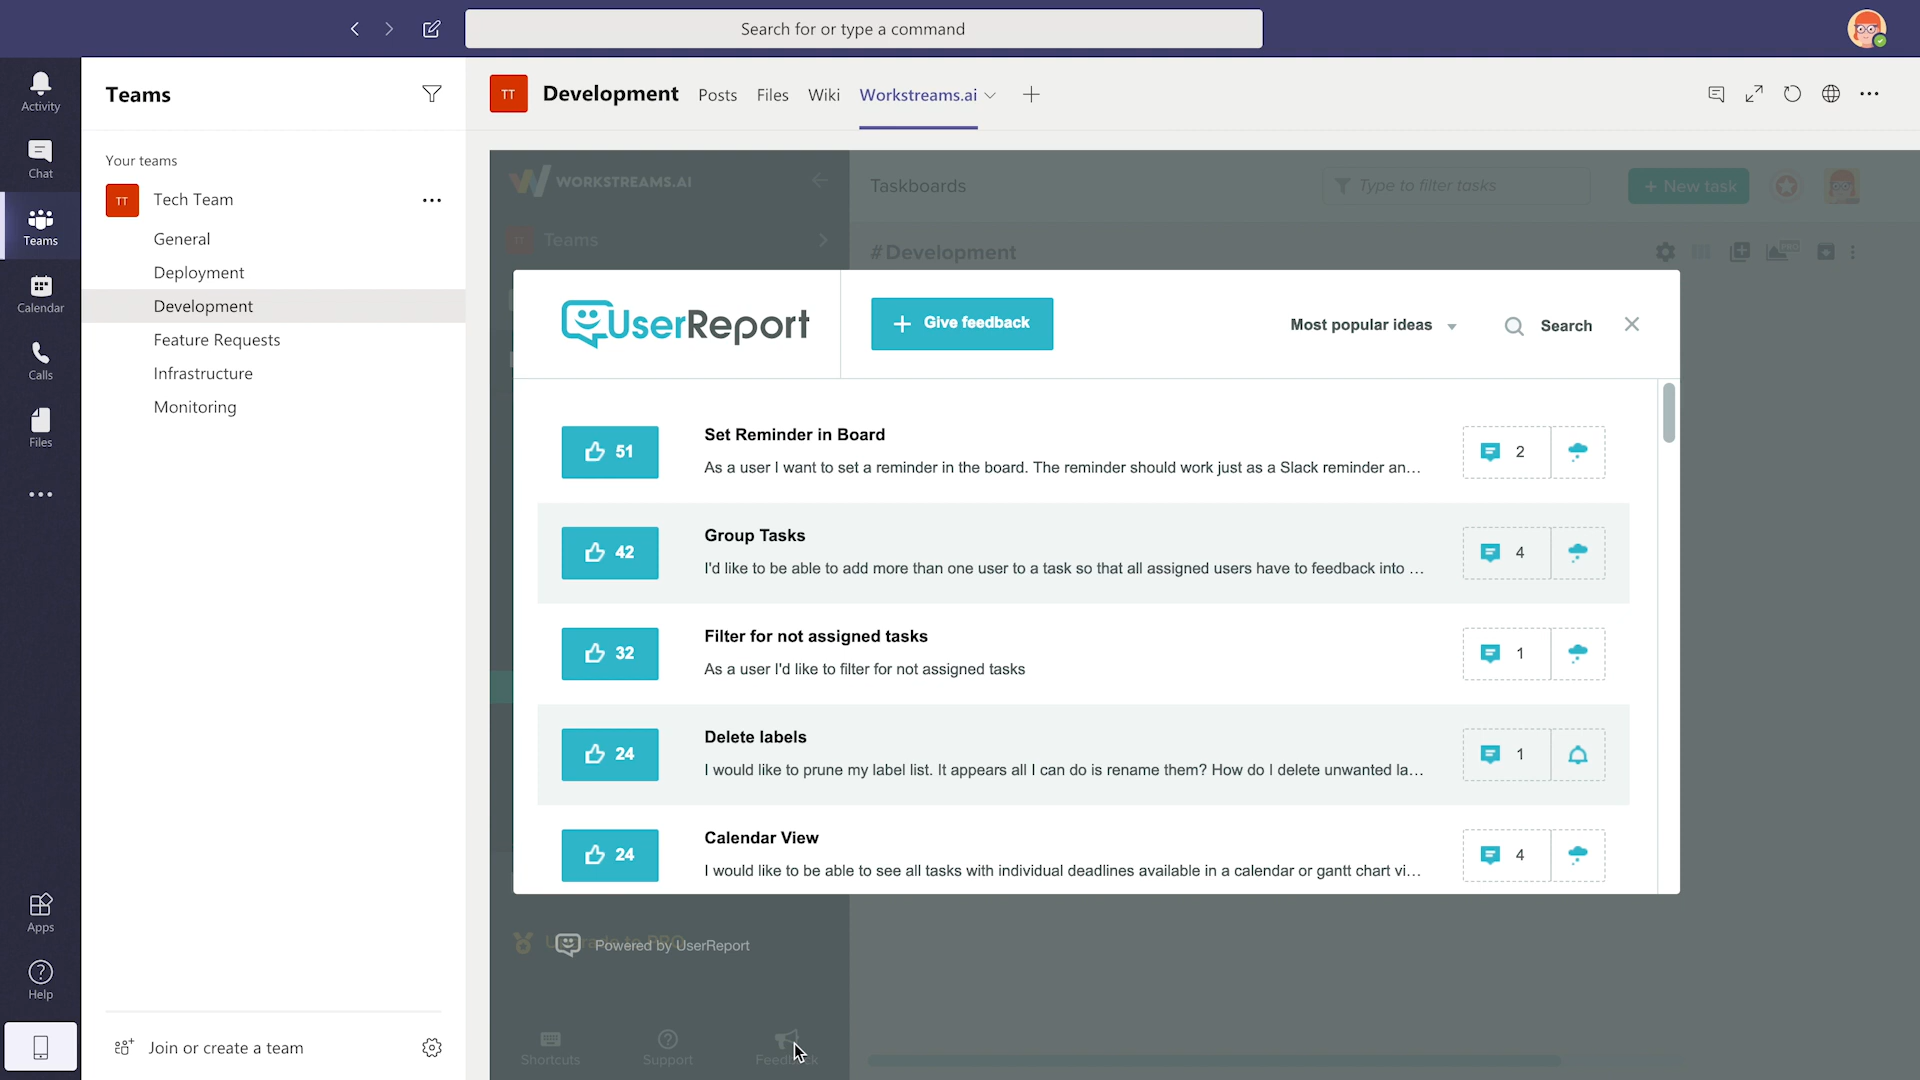 Search for or type a command
Activity
Chat
Teams
Calendar
Calls
Files
Apps
Help
Teams
Your teams
TT
Tech Team
General
Deployment
Development
Feature Requests
Infrastructure
Monitoring
Join or create a team
TT
Development
Posts
Files
Wiki
Workstreams.ai
WORKSTREAMS.AI
Taskboards
Type to filter tasks
+ New task
Teams
#Development
PRO
UserReport
+ Give feedback
Most popular ideas
Search
51
Set Reminder in Board
As a user I want to set a reminder in the board. The reminder should work just as a Slack reminder an...
2
42
Group Tasks
I'd like to be able to add more than one user to a task so that all assigned users have to feedback into ...
4
32
Filter for not assigned tasks
As a user I'd like to filter for not assigned tasks
1
24
Delete labels
I would like to prune my label list. It appears all I can do is rename them? How do I delete unwanted la...
1
24
Calendar View
I would like to be able to see all tasks with individual deadlines available in a calendar or gantt chart vi...
4
Upgrade to PRO
Powered by UserReport
Shortcuts
Support
Feedback